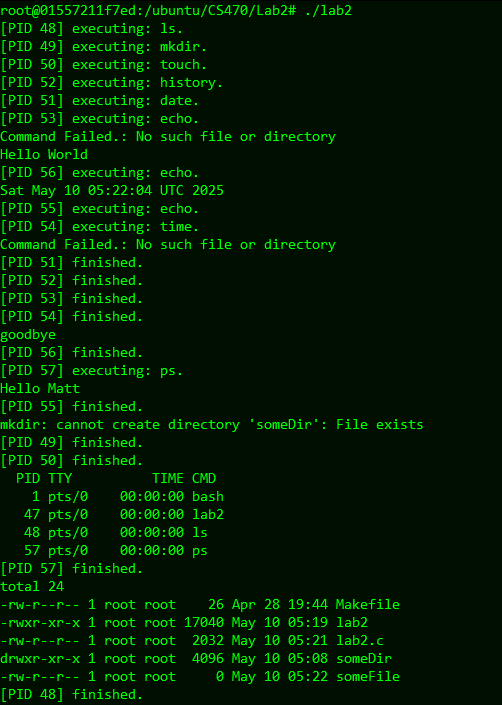 root@01557211f7ed:/ubuntu/CS470/Lab2# ./lab2
[PID 48] executing: ls.
[PID 49] executing: mkdir.
[PID 50] executing: touch.
[PID 52] executing: history.
[PID 51] executing: date.
[PID 53] executing: echo.
Command Failed.: No such file or directory
Hello World
[PID 56] executing: echo.
Sat May 10 05:22:04 UTC 2025
[PID 55] executing: echo.
[PID 54] executing: time.
Command Failed.: No such file or directory
[PID 51] finished.
[PID 52] finished.
[PID 53] finished.
[PID 54] finished.
goodbye
[PID 56] finished.
[PID 57] executing: ps.
Hello Matt
[PID 55] finished.
mkdir: cannot create directory 'someDir': File exists
[PID 49] finished.
[PID 50] finished.
  PID TTY          TIME CMD
    1 pts/0    00:00:00 bash
   47 pts/0    00:00:00 lab2
   48 pts/0    00:00:00 ls
   57 pts/0    00:00:00 ps
[PID 57] finished.
total 24
-rw-r--r-- 1 root root    26 Apr 28 19:44 Makefile
-rwxr-xr-x 1 root root 17040 May 10 05:19 lab2
-rw-r--r-- 1 root root  2032 May 10 05:21 lab2.c
drwxr-xr-x 1 root root  4096 May 10 05:08 someDir
-rw-r--r-- 1 root root     0 May 10 05:22 someFile
[PID 48] finished.